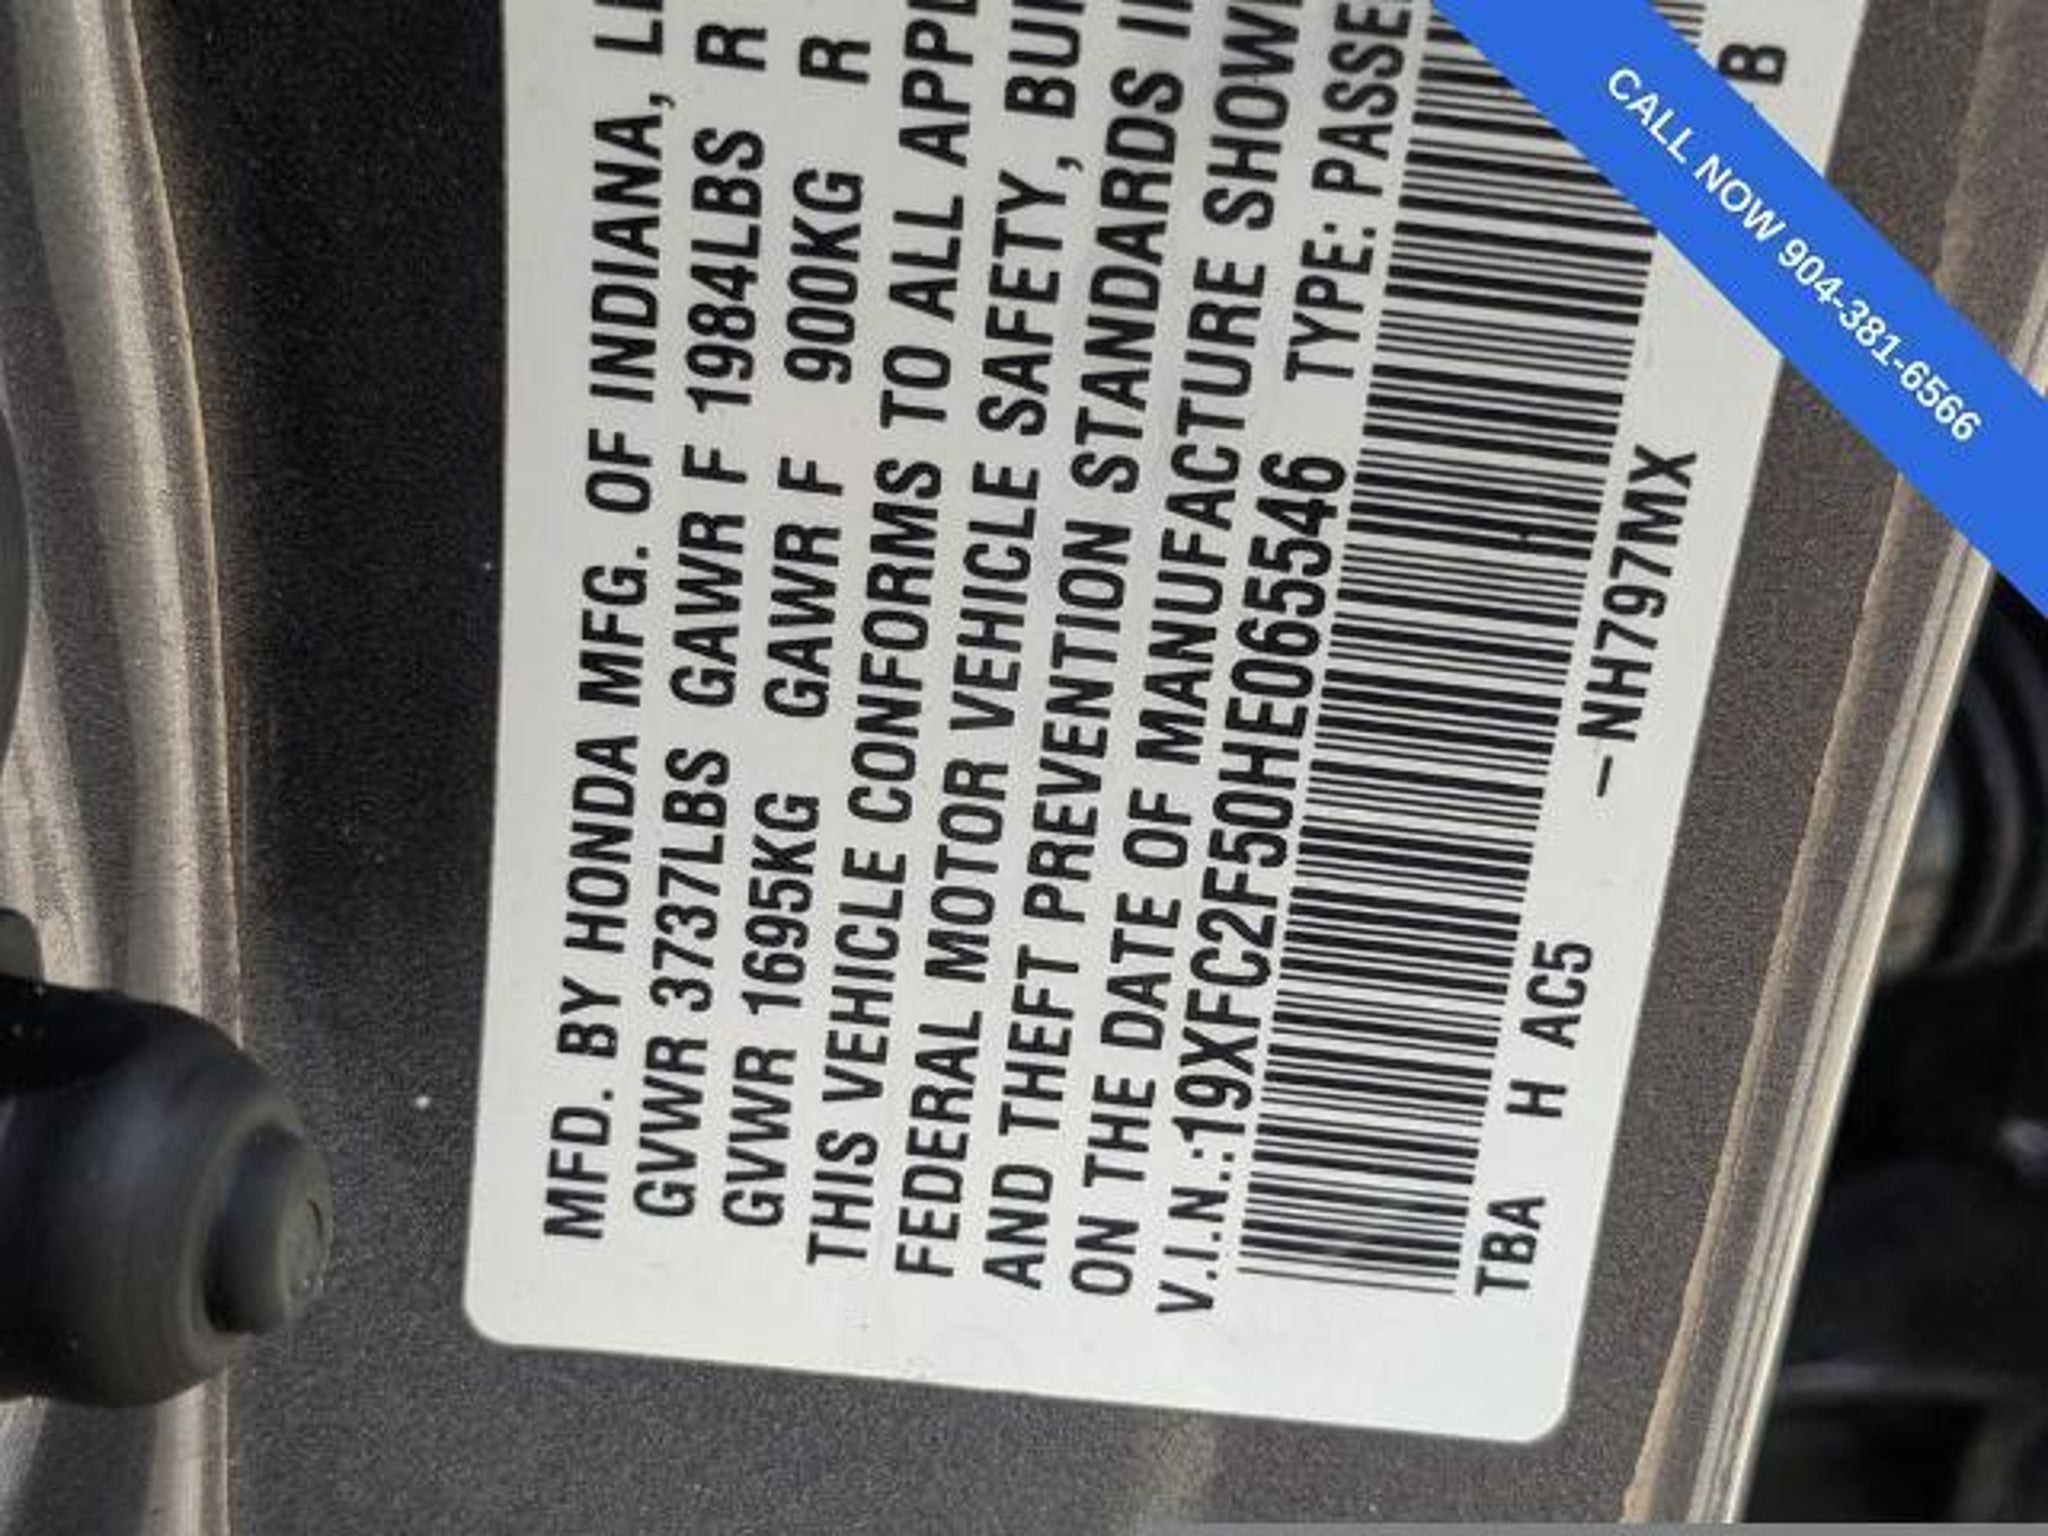 MFD. BY HONDA MFG. OF INDIANA,
GVWR 3737LBS GAWR F 1984LBS R
GVWR 1695KG GAWR F 900KG R
THIS VEHICLE CONFORMS TO ALL
FEDERAL MOTOR VEHICLE SAFETY,
AND THEFT PREVENTION STANDARDS
ON THE DATE OF MANUFACTURE
V.I.N.:19XFC2F50HE065546 TYPE:
TBA H AC5 –NH797MX B
CALL NOW 904-381-6566